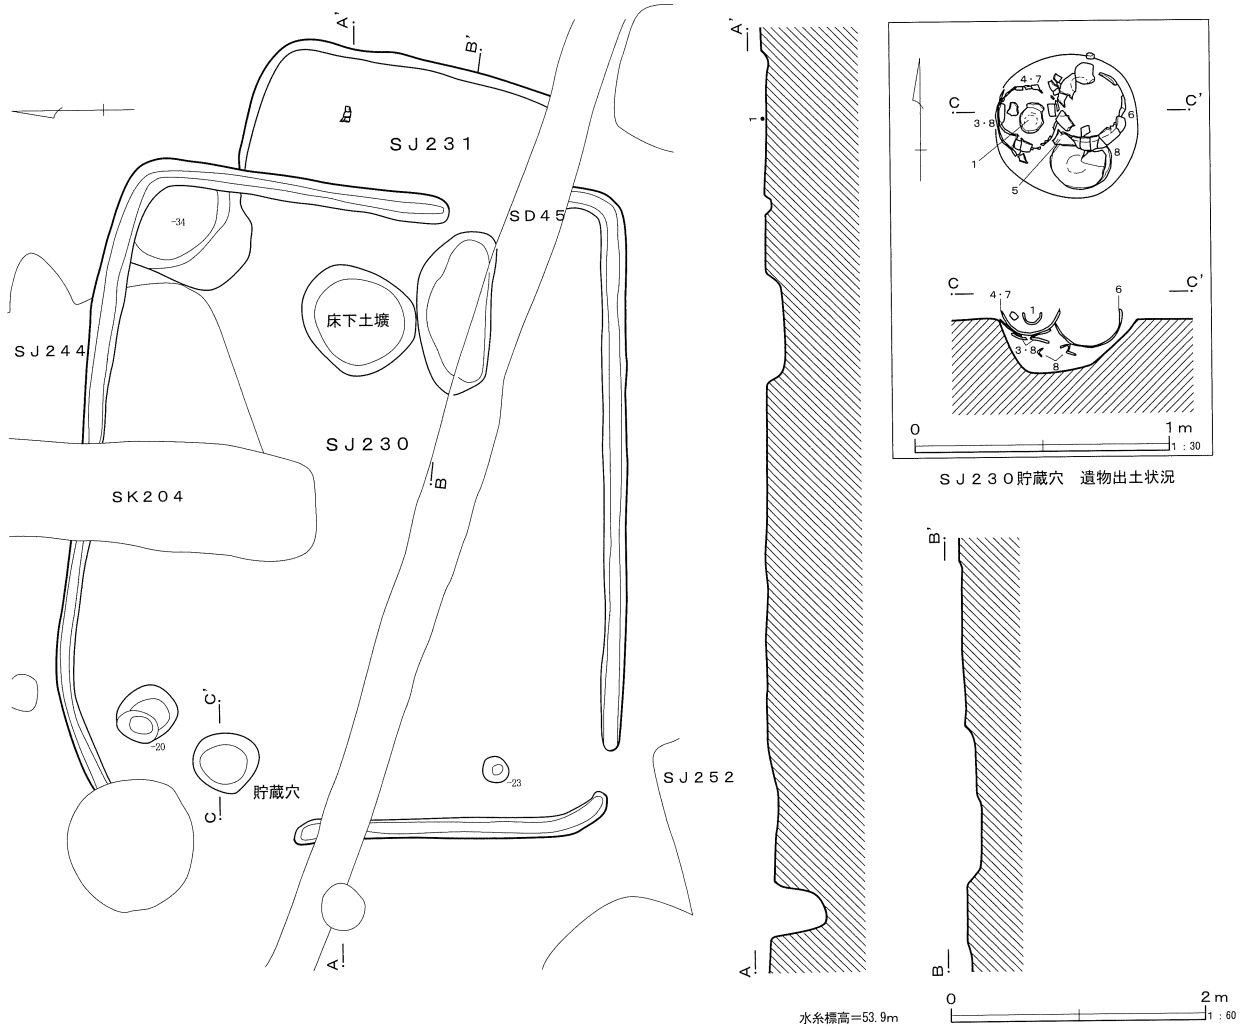 A'
B'
SJ231
-34
SD45
床下土壙
SJ244
SJ230
B
SK204
C'
-20
貯蔵穴
C
-23
SJ252
A
A'
1
A
C
C'
4・7
3・8
6
1
5
8
C
C'
4・7
1
6
3・8
8
0
1m
1:30
SJ230貯蔵穴 遺物出土状況
B'
B
水糸標高=53.9m
0
2m
1:60